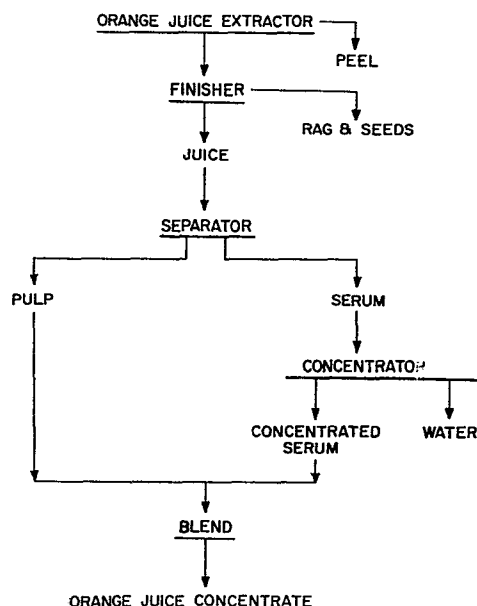 ORANGE JUICE EXTRACTOR
PEEL
FINISHER
RAG & SEEDS
JUICE
SEPARATOR
PULP
SERUM
CONCENTRATOR
CONCENTRATED
SERUM
WATER
BLEND
ORANGE JUICE CONCENTRATE